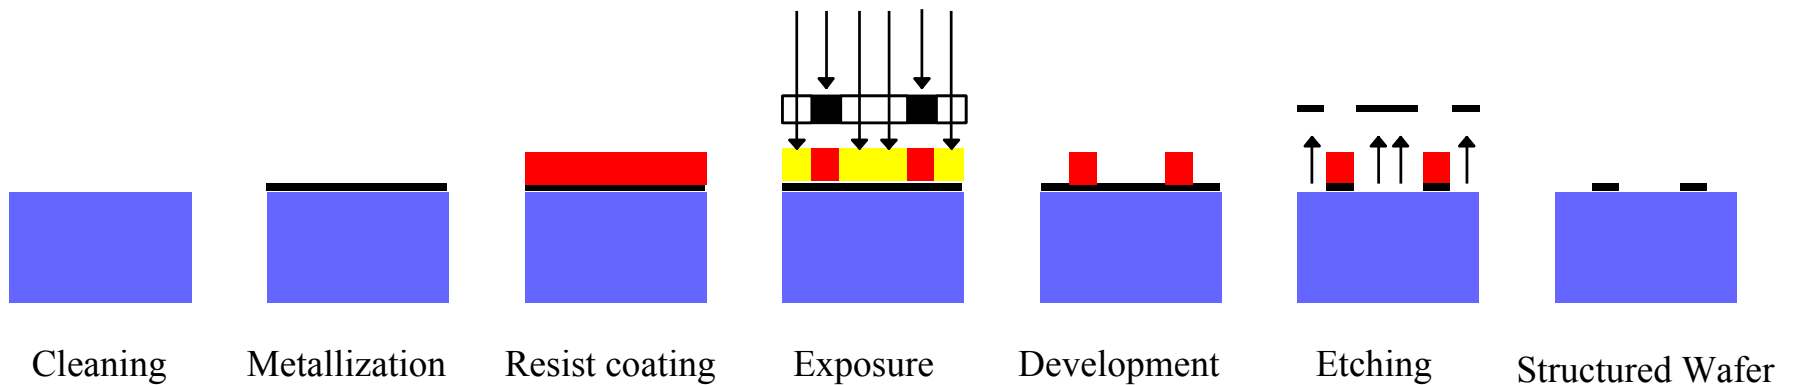 Cleaning
Metallization
Resist coating
Exposure
Development
Etching
Structured Wafer